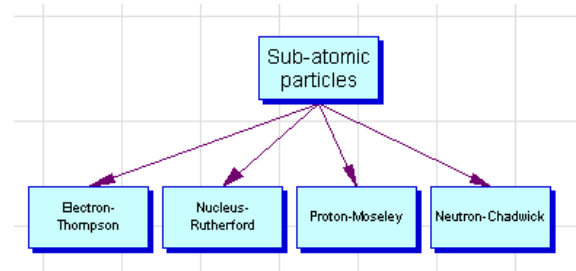 Sub-atomic
particles
Electron-
Thompson
Nucleus-
Rutherford
Proton-Moseley
Neutron-Chadwick